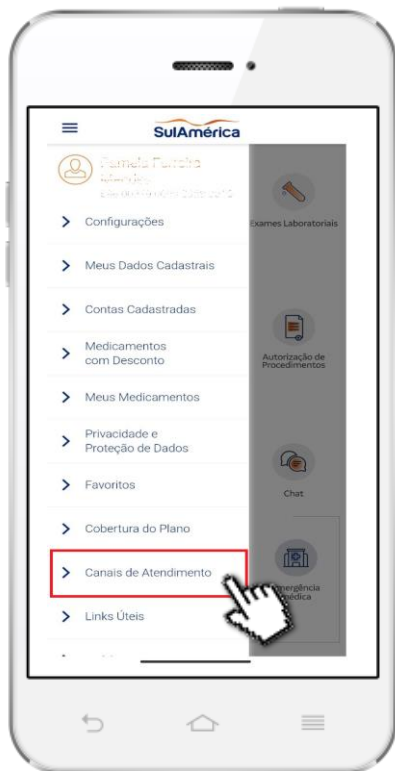 SulAmérica
Configurações
Meus Dados Cadastrais
Contas Cadastradas
Medicamentos
com Desconto
Meus Medicamentos
Privacidade e
Proteção de Dados
Favoritos
Cobertura do Plano
Canais de Atendimento
Links Úteis
Exames Laboratoriais
Autorização de
Procedimentos
Chat